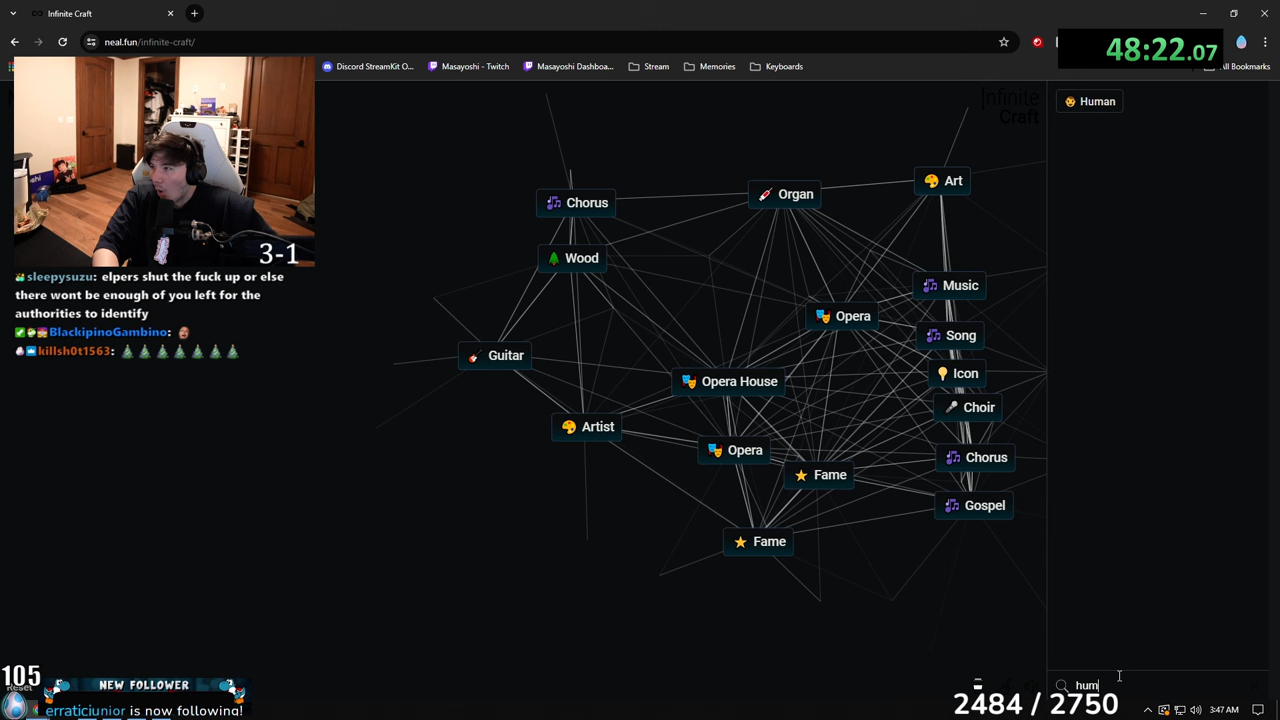 Infinite Craft
neal.fun/infinite-craft/
48:22.07
Discord StreamKit O...
Masayoshi - Twitch
Masayoshi Dashboa...
Stream
Memories
Keyboards
All Bookmarks
Infinite
Craft
Human
3-1
sleepysuzu: elpers shut the fuck up or else
there wont be enough of you left for the
authorities to identify
BlackipinoGambino:
killsh0t1563:
Chorus
Organ
Art
Wood
Music
Opera
Song
Guitar
Icon
Opera House
Choir
Artist
Opera
Chorus
Fame
Gospel
Fame
hum
105
Reset
NEW FOLLOWER
erraticiunior is now following!
2484 / 2750
3:47 AM